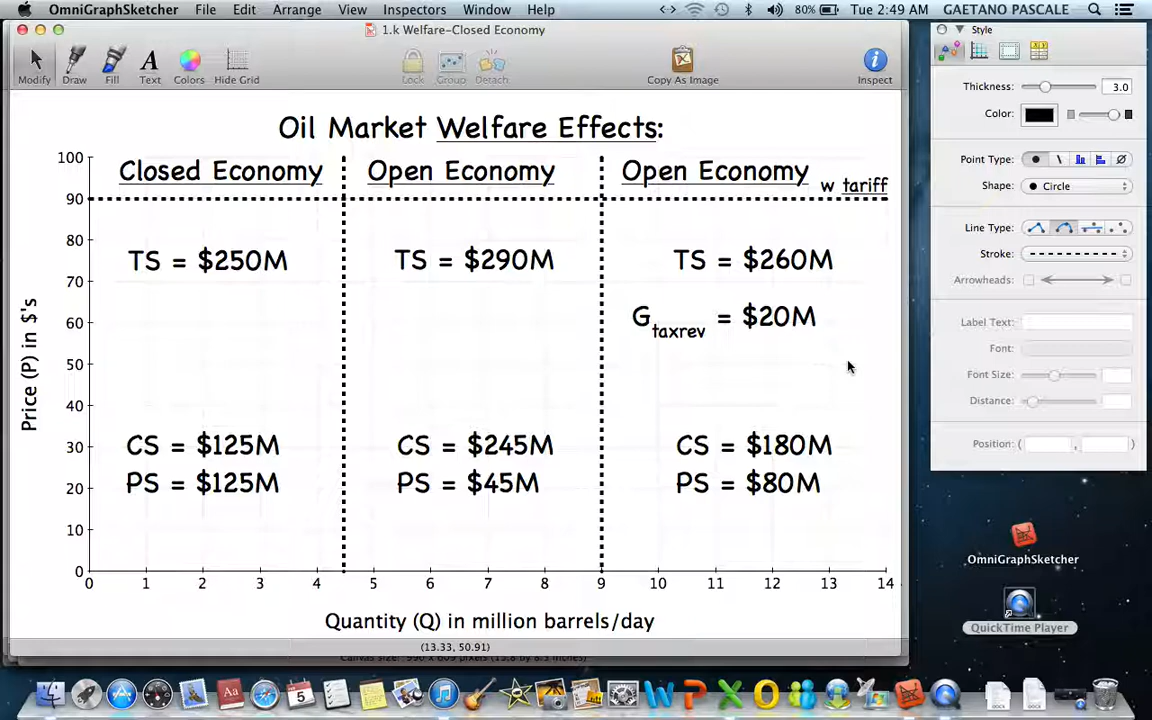 OmniGraphSketcher File Edit Arrange View Inspectors Window Help 80% Tue 2:49 AM GAETANO PASCALE
1.k Welfare-Closed Economy
Style
Modify Draw Fill Text Colors Hide Grid Lock Group Detach Copy As Image Inspect
Thickness: 3.0
Color:
Point Type:
Shape: Circle
Line Type:
Stroke:
Arrowheads:
Label Text:
Font:
Font Size:
Distance:
Position: ( , )
Oil Market Welfare Effects:
Closed Economy
Open Economy
Open Economy w tariff
TS = $250M
TS = $290M
TS = $260M
Gtaxrev = $20M
CS = $125M
PS = $125M
CS = $245M
PS = $45M
CS = $180M
PS = $80M
Price (P) in $'s
100
90
80
70
60
50
40
30
20
10
0
0 1 2 3 4 5 6 7 8 9 10 11 12 13 14
Quantity (Q) in million barrels/day
(13.33, 50.91)
OmniGraphSketcher
QuickTime Player